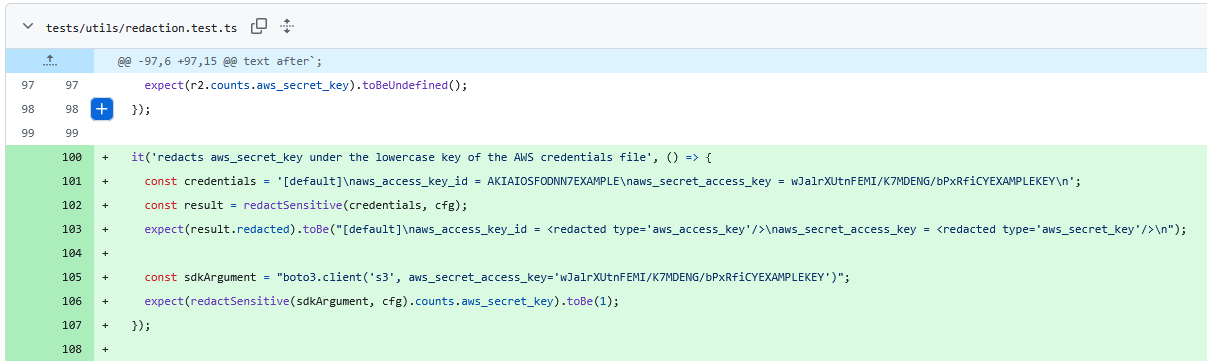 tests/utils/redaction.test.ts
@@ -97,6 +97,15 @@ text after`;
97 97 expect(r2.counts.aws_secret_key).toBeUndefined();
98 98 + });
99 99
100 + it('redacts aws_secret_key under the lowercase key of the AWS credentials file', () => {
101 + const credentials = '[default]\naws_access_key_id = AKIAIOSFODNN7EXAMPLE\naws_secret_access_key = wJalrXUtnFEMI/K7MDENG/bPxRfiCYEXAMPLEKEY\n';
102 + const result = redactSensitive(credentials, cfg);
103 + expect(result.redacted).toBe("[default]\naws_access_key_id = <redacted type='aws_access_key'/>\naws_secret_access_key = <redacted type='aws_secret_key'/>\n");
104 +
105 + const sdkArgument = "boto3.client('s3', aws_secret_access_key='wJalrXUtnFEMI/K7MDENG/bPxRfiCYEXAMPLEKEY')";
106 + expect(redactSensitive(sdkArgument, cfg).counts.aws_secret_key).toBe(1);
107 + });
108 +